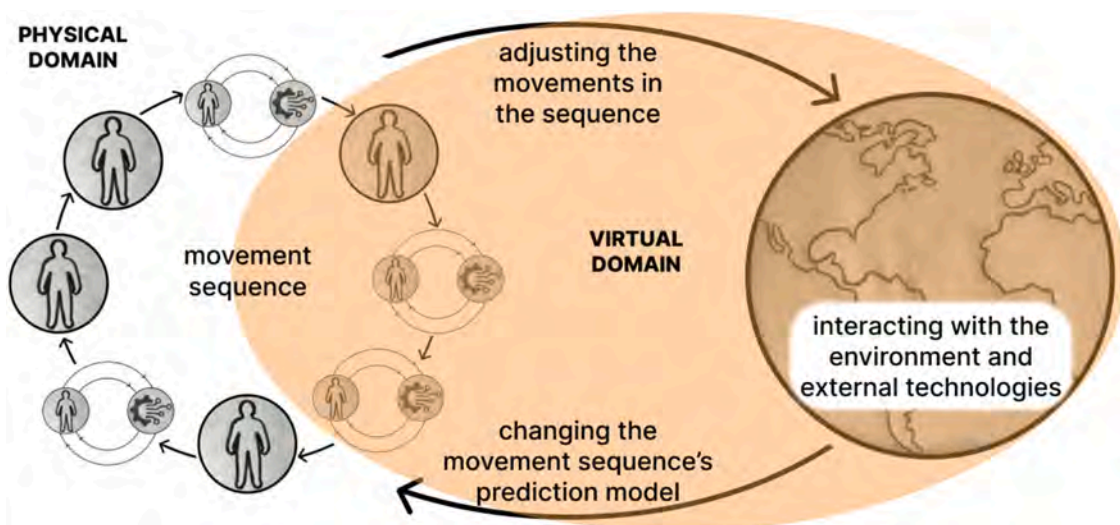 PHYSICAL
DOMAIN
adjusting the
movements in
the sequence
movement
sequence
VIRTUAL
DOMAIN
interacting with the
environment and
external technologies
changing the
movement sequence's
prediction model